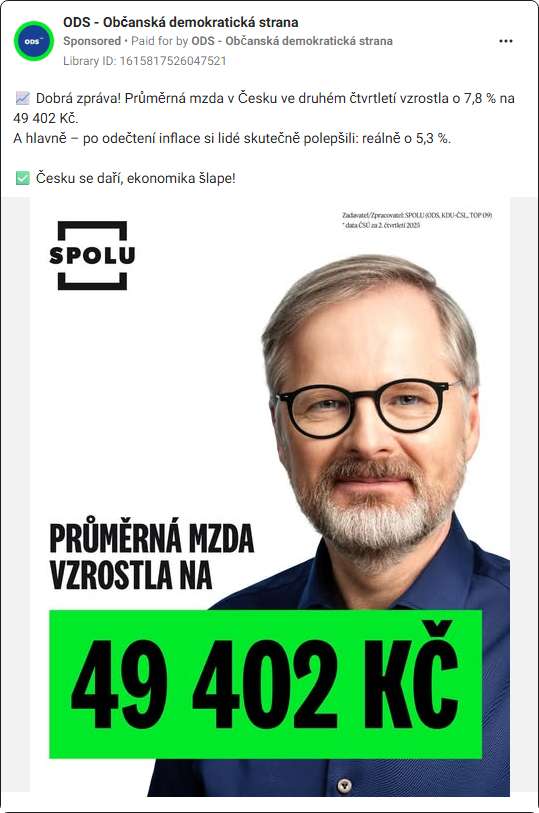 ODS - Občanská demokratická strana
Sponsored • Paid for by ODS - Občanská demokratická strana
Library ID: 1615817526047521
📈 Dobrá zpráva! Průměrná mzda v Česku ve druhém čtvrtletí vzrostla o 7,8 % na
49 402 Kč.
A hlavně – po odečtení inflace si lidé skutečně polepšili: reálně o 5,3 %.
✅ Česku se daří, ekonomika šlape!
Zadavatel/Zpracovatel: SPOLU (ODS, KDU-ČSL, TOP 09)
* data ČSÚ za 2. čtvrtletí 2025
SPOLU
PRŮMĚRNÁ MZDA
VZROSTLA NA
49 402 KČ